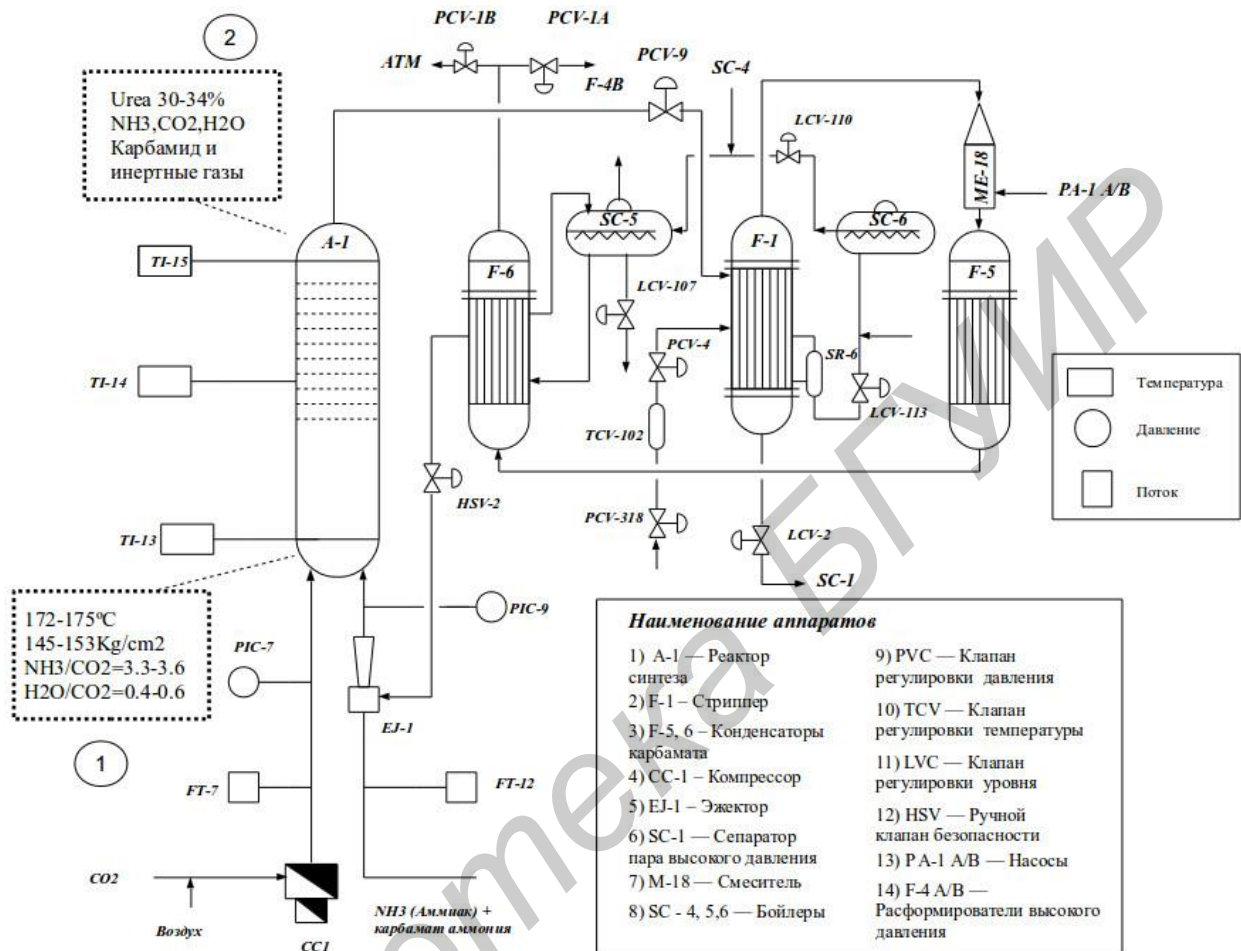 PCV-1B
PCV-1A
2
ATM
F-4B
PCV-9
SC-4
Urea 30-34%
NH3,CO2,H2O
Карбамид и
инертные газы
LCV-110
ME-18
PA-1 A/B
A-1
SC-5
SC-6
F-1
TI-15
F-6
F-5
LCV-107
PCV-4
SR-6
TI-14
TCV-102
LCV-113
Температура
Давление
Поток
HSV-2
PCV-318
LCV-2
TI-13
SC-1
172-175ºC
145-153Kg/cm2
NH3/CO2=3.3-3.6
H2O/CO2=0.4-0.6
PIC-7
PIC-9
EJ-1
1
FT-7
FT-12
CO2
Воздух
CC1
NH3 (Аммиак) +
карбамат аммония
Наименование аппаратов
1) A-1 — Реактор
синтеза
2) F-1 – Стриппер
3) F-5, 6 – Конденсаторы
карбамата
4) CC-1 – Компрессор
5) EJ-1 – Эжектор
6) SC-1 — Сепаратор
пара высокого давления
7) M-18 — Смеситель
8) SC - 4, 5,6 — Бойлеры
9) PVC — Клапан
регулировки давления
10) TCV — Клапан
регулировки температуры
11) LVC — Клапан
регулировки уровня
12) HSV — Ручной
клапан безопасности
13) P A-1 A/B — Насосы
14) F-4 A/B —
Расформирователи высокого
давления
отека БГУИР